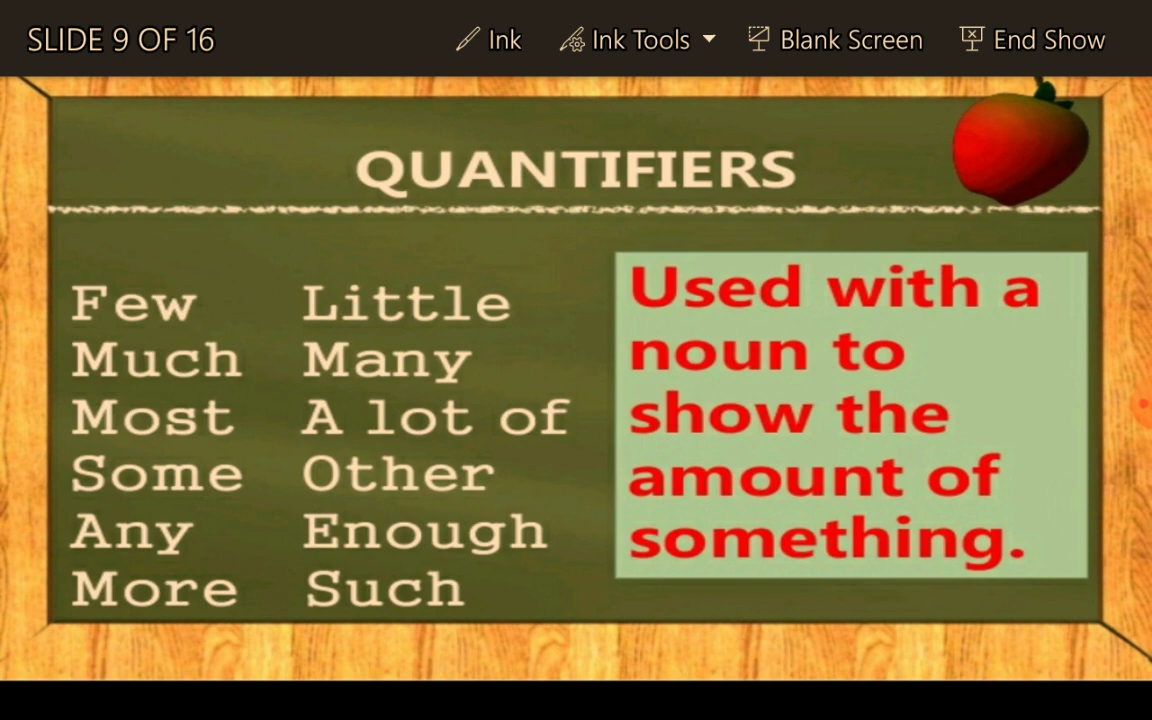 SLIDE 9 OF 16
Ink
Ink Tools
Blank Screen
End Show
QUANTIFIERS
Few Little
Much Many
Most A lot of
Some Other
Any Enough
More Such
Used with a
noun to
show the
amount of
something.